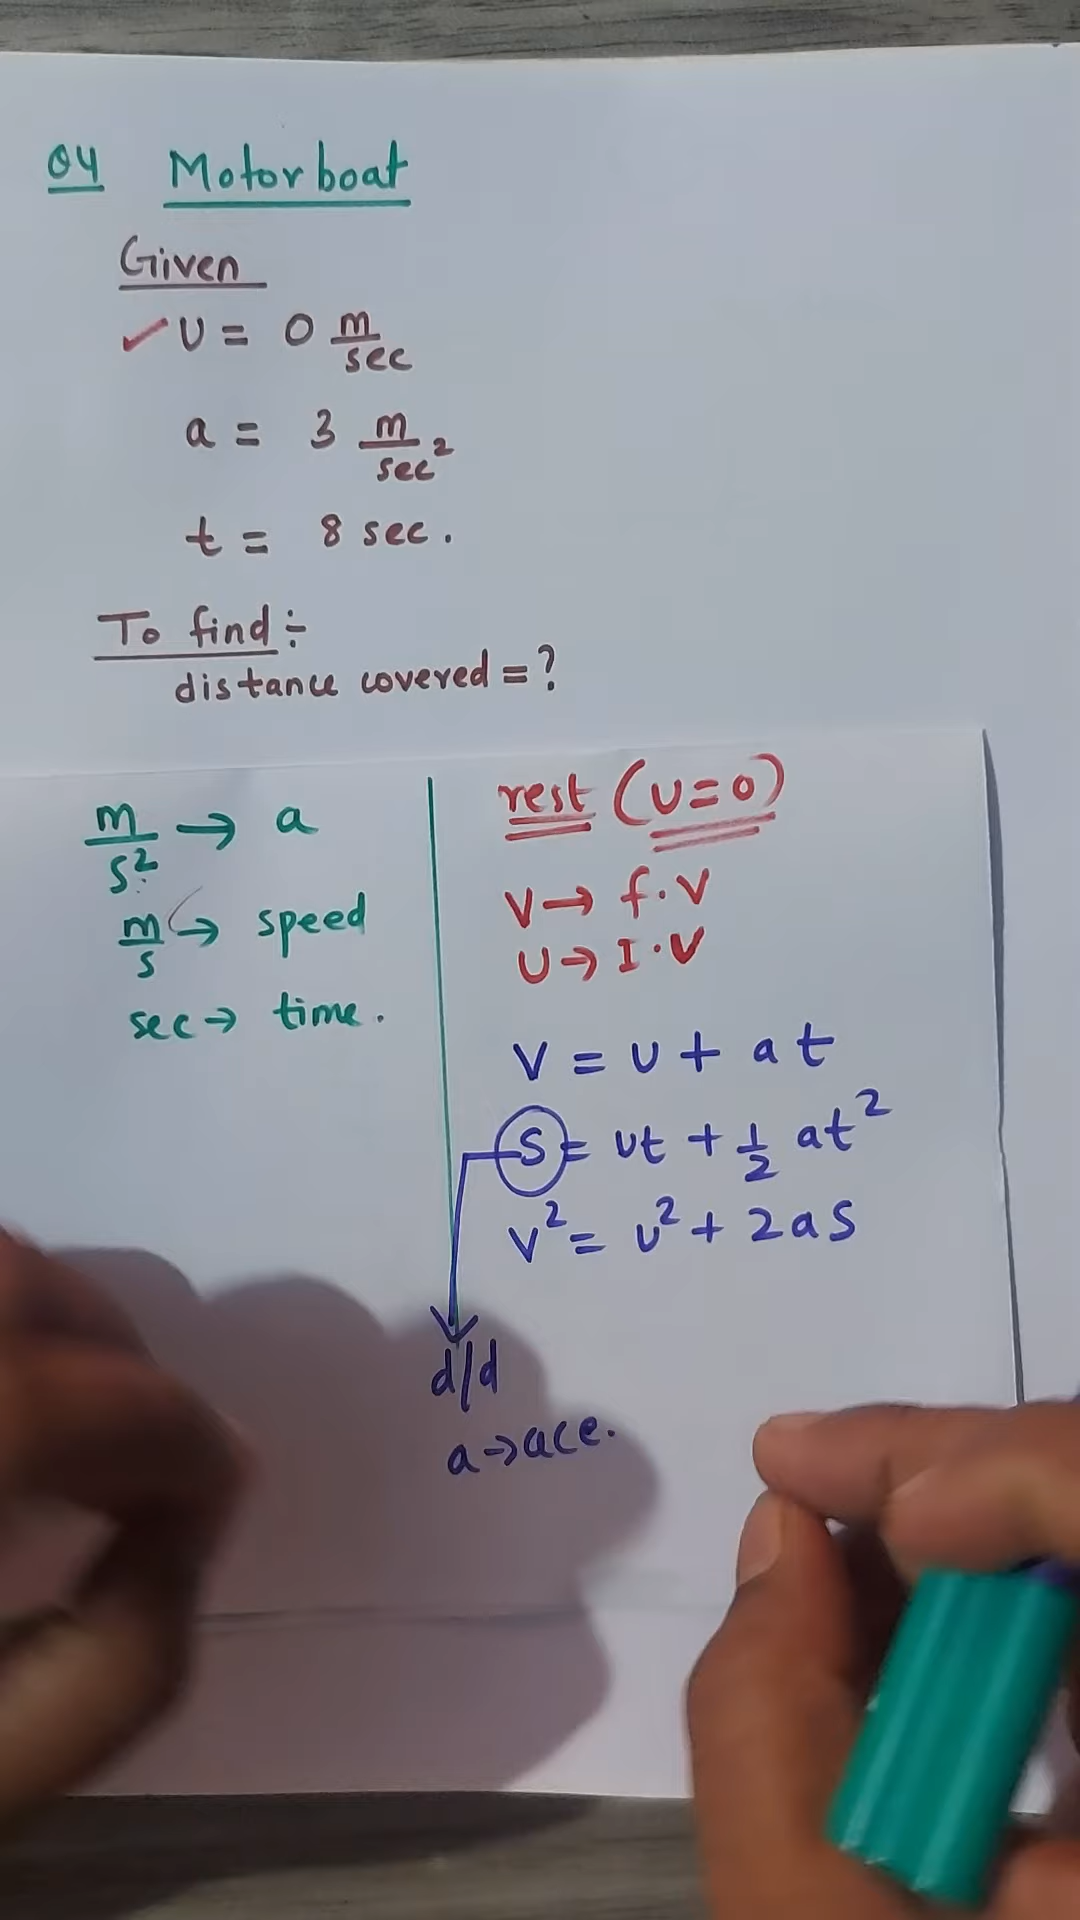 Q4 Motorboat
Given
✓ U = 0 m/sec
a = 3 m/sec²
t = 8 sec.
To find :-
distance covered = ?
m/s² → a
m/s → speed
sec → time.
rest (U=0)
V → f.V
U → I.V
V = U + at
S = Ut + 1/2 at²
V² = U² + 2aS
d/d
a → acc.